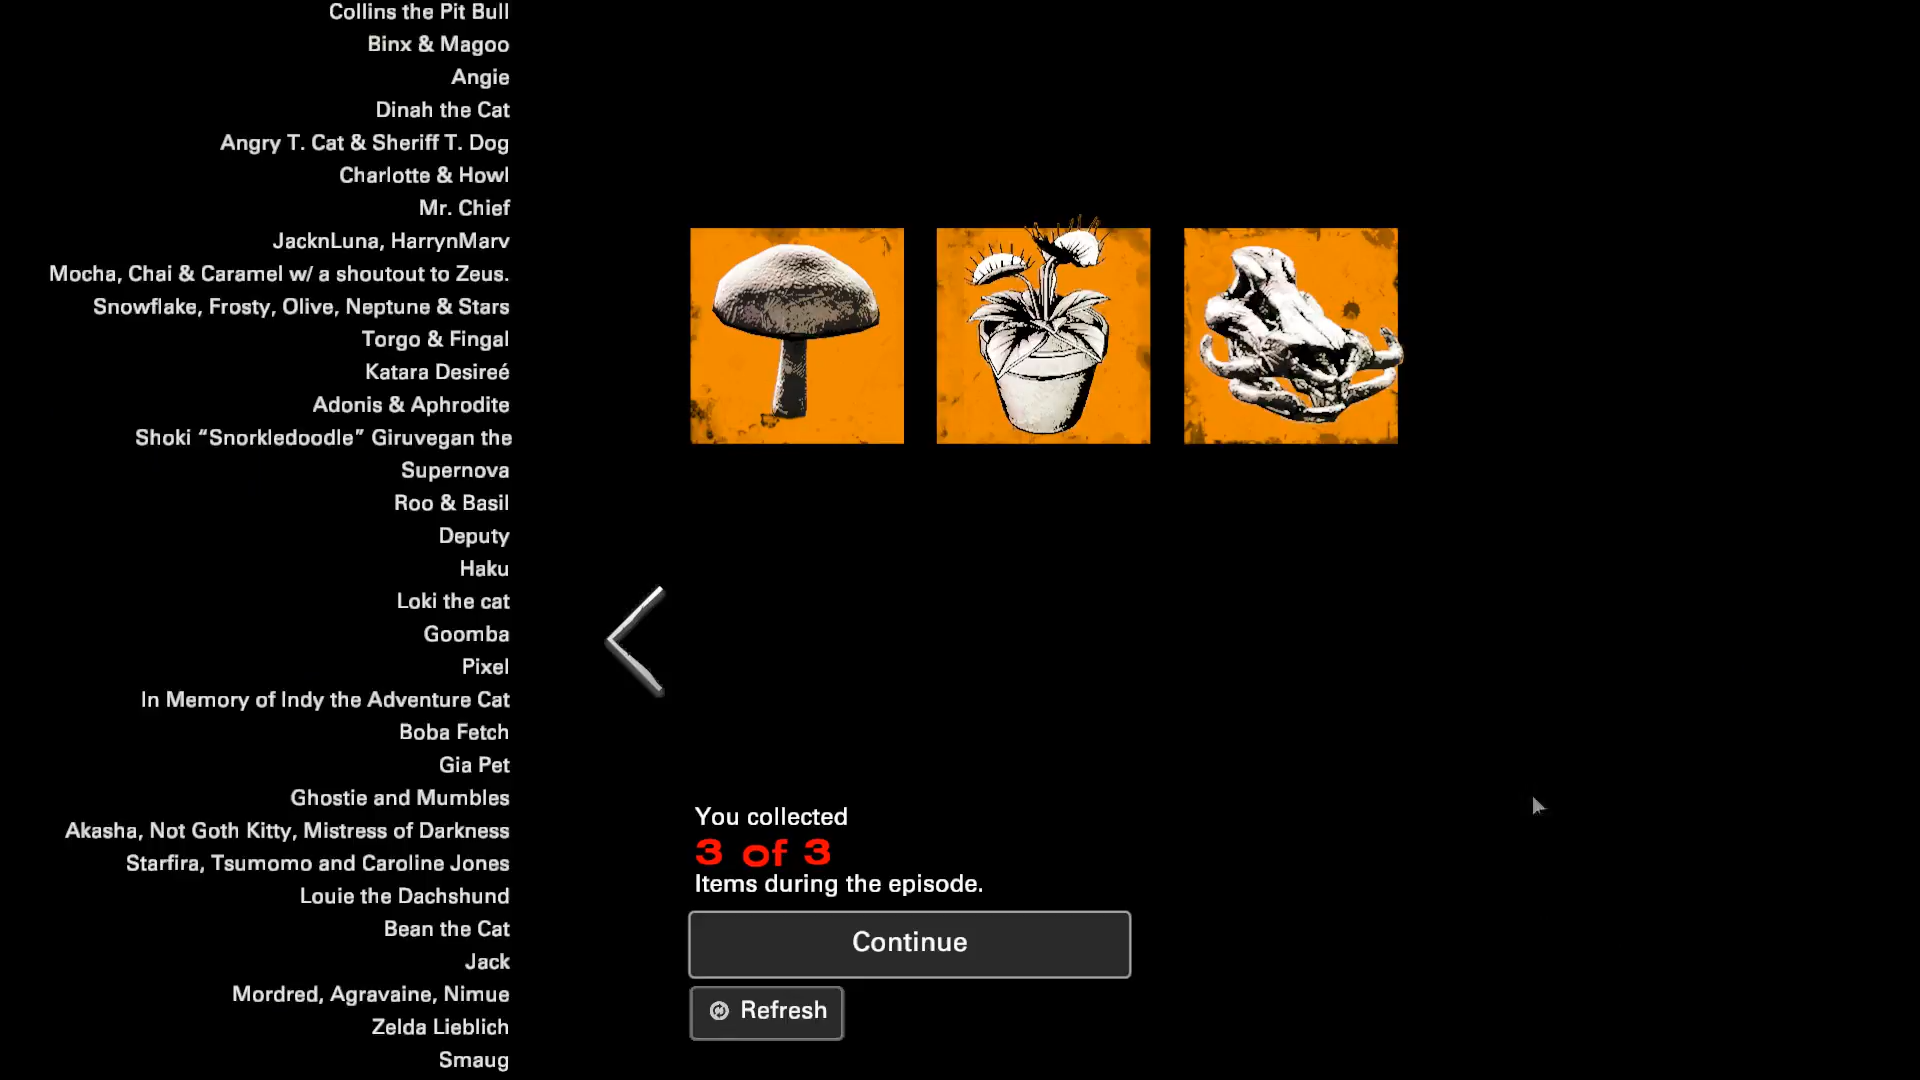 Collins the Pit Bull
Binx & Magoo
Angie
Dinah the Cat
Angry T. Cat & Sheriff T. Dog
Charlotte & Howl
Mr. Chief
JacknLuna, HarrynMarv
Mocha, Chai & Caramel w/ a shoutout to Zeus.
Snowflake, Frosty, Olive, Neptune & Stars
Torgo & Fingal
Katara Desireé
Adonis & Aphrodite
Shoki “Snorkledoodle” Giruvegan the
Supernova
Roo & Basil
Deputy
Haku
Loki the cat
Goomba
Pixel
In Memory of Indy the Adventure Cat
Boba Fetch
Gia Pet
Ghostie and Mumbles
Akasha, Not Goth Kitty, Mistress of Darkness
Starfira, Tsumomo and Caroline Jones
Louie the Dachshund
Bean the Cat
Jack
Mordred, Agravaine, Nimue
Zelda Lieblich
Smaug
You collected
3 of 3
Items during the episode.
Continue
Refresh